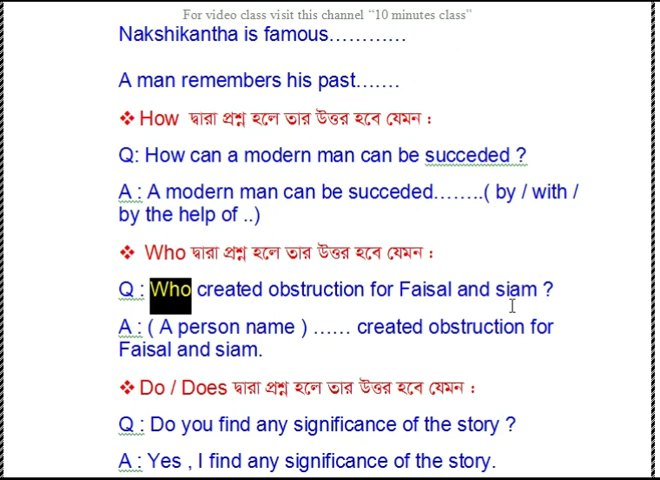 For video class visit this channel “10 minutes class”
Nakshikantha is famous…………
A man remembers his past…….
❖ How দ্বারা প্রশ্ন হলে তার উত্তর হবে যেমন :
Q: How can a modern man can be succeded ?
A : A modern man can be succeded……..( by / with /
by the help of ..)
❖ Who দ্বারা প্রশ্ন হলে তার উত্তর হবে যেমন :
Q : Who created obstruction for Faisal and siam ?
A : ( A person name ) …… created obstruction for
Faisal and siam.
❖ Do / Does দ্বারা প্রশ্ন হলে তার উত্তর হবে যেমন :
Q : Do you find any significance of the story ?
A : Yes , I find any significance of the story.